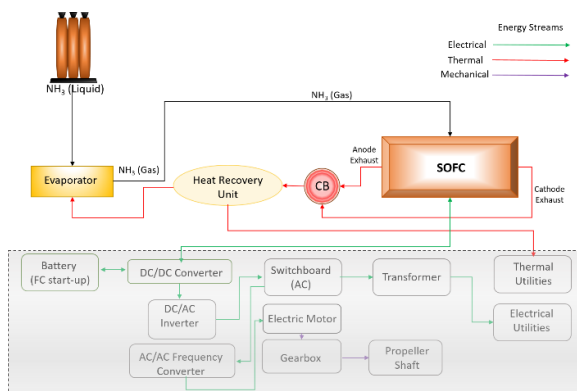 Energy Streams
Electrical
Thermal
Mechanical
NH₃ (Liquid)
NH₃ (Gas)
NH₃ (Gas)
Evaporator
Heat Recovery
Unit
CB
Anode
Exhaust
SOFC
Cathode
Exhaust
Battery
(FC start-up)
DC/DC Converter
Switchboard
(AC)
Transformer
Thermal
Utilities
DC/AC
Inverter
Electric Motor
Electrical
Utilities
AC/AC Frequency
Converter
Gearbox
Propeller
Shaft